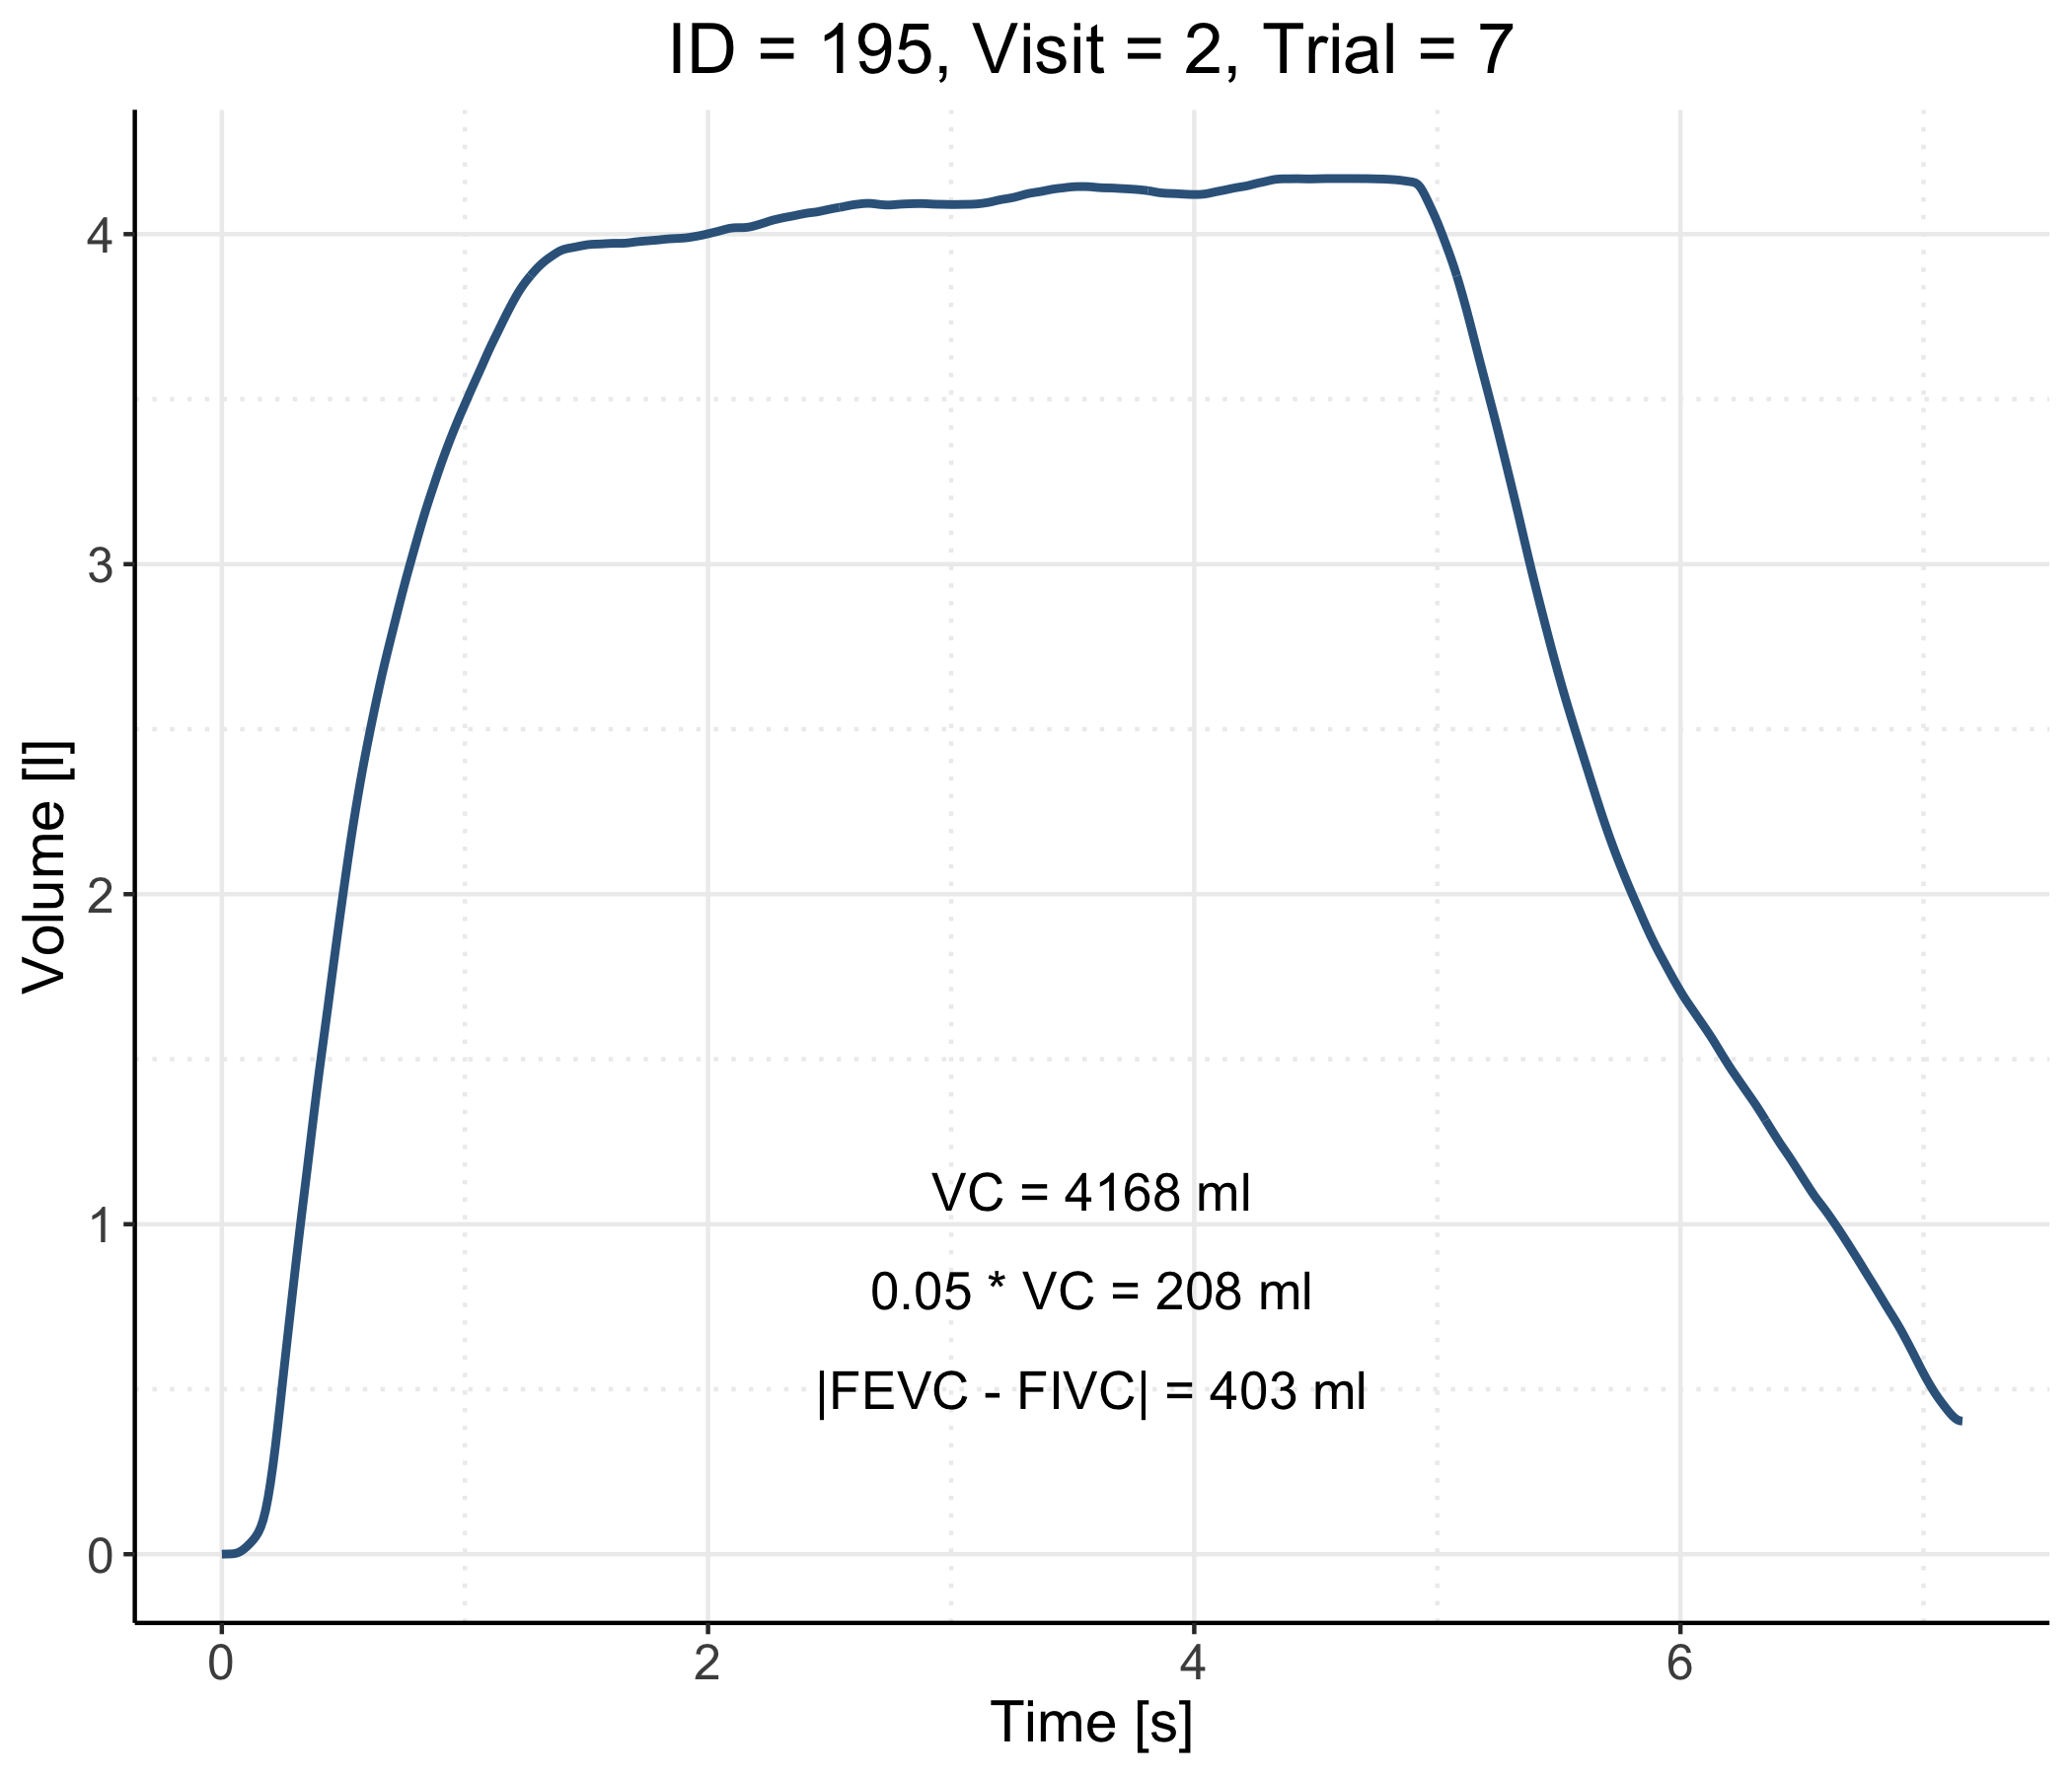 ID = 195, Visit = 2, Trial = 7
Volume [l]
4
3
2
1
0
VC = 4168 ml
0.05 * VC = 208 ml
|FEVC - FIVC| = 403 ml
0 2 4 6
Time [s]